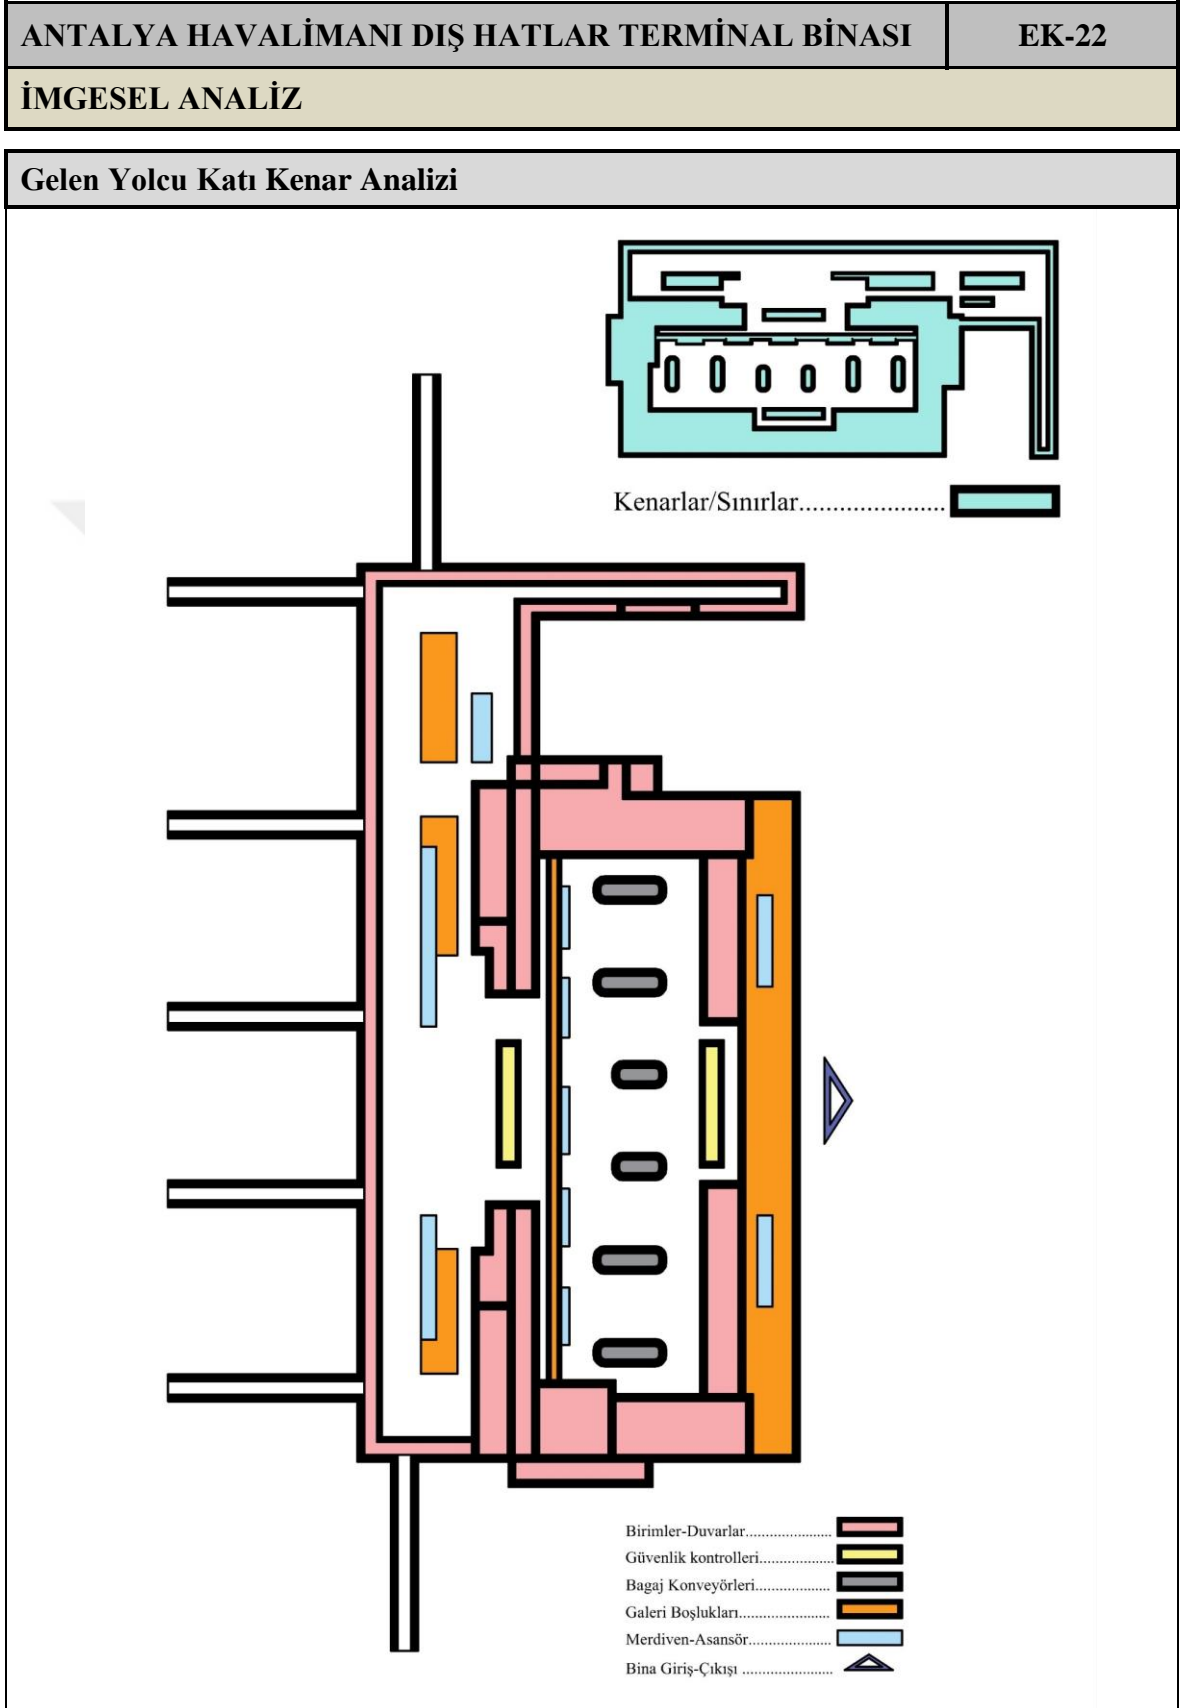 ANTALYA HAVALİMANI DIŞ HATLAR TERMİNAL BİNASI EK-22
İMGESEL ANALİZ
Gelen Yolcu Katı Kenar Analizi
Kenarlar/Sınırlar......................
Birimler-Duvarlar.....................
Güvenlik kontrolleri..................
Bagaj Konveyörleri..................
Galeri Boşlukları......................
Merdiven-Asansör....................
Bina Giriş-Çıkışı ......................